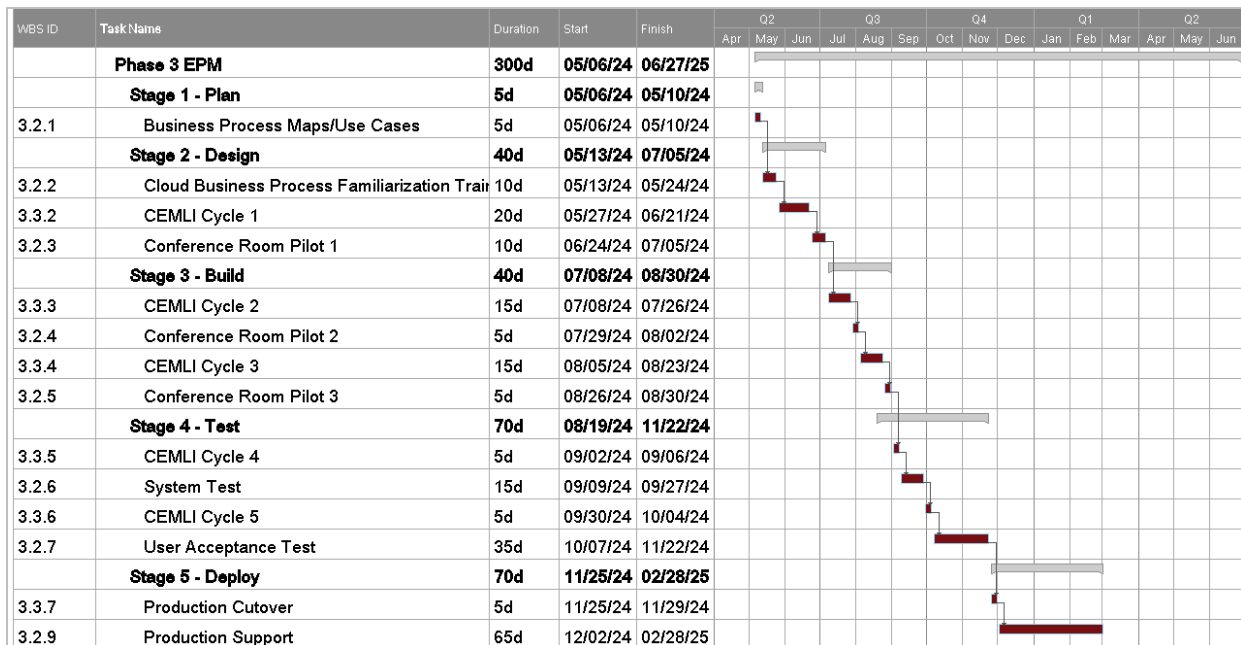 WBS ID Task Name Duration Start Finish Q2 Q3 Q4 Q1 Q2
Apr May Jun Jul Aug Sep Oct Nov Dec Jan Feb Mar Apr May Jun
Phase 3 EPM 300d 05/06/24 06/27/25
Stage 1 - Plan 5d 05/06/24 05/10/24
3.2.1 Business Process Maps/Use Cases 5d 05/06/24 05/10/24
Stage 2 - Design 40d 05/13/24 07/05/24
3.2.2 Cloud Business Process Familiarization Trair 10d 05/13/24 05/24/24
3.3.2 CEMLI Cycle 1 20d 05/27/24 06/21/24
3.2.3 Conference Room Pilot 1 10d 06/24/24 07/05/24
Stage 3 - Build 40d 07/08/24 08/30/24
3.3.3 CEMLI Cycle 2 15d 07/08/24 07/26/24
3.2.4 Conference Room Pilot 2 5d 07/29/24 08/02/24
3.3.4 CEMLI Cycle 3 15d 08/05/24 08/23/24
3.2.5 Conference Room Pilot 3 5d 08/26/24 08/30/24
Stage 4 - Test 70d 08/19/24 11/22/24
3.3.5 CEMLI Cycle 4 5d 09/02/24 09/06/24
3.2.6 System Test 15d 09/09/24 09/27/24
3.3.6 CEMLI Cycle 5 5d 09/30/24 10/04/24
3.2.7 User Acceptance Test 35d 10/07/24 11/22/24
Stage 5 - Deploy 70d 11/25/24 02/28/25
3.3.7 Production Cutover 5d 11/25/24 11/29/24
3.2.9 Production Support 65d 12/02/24 02/28/25